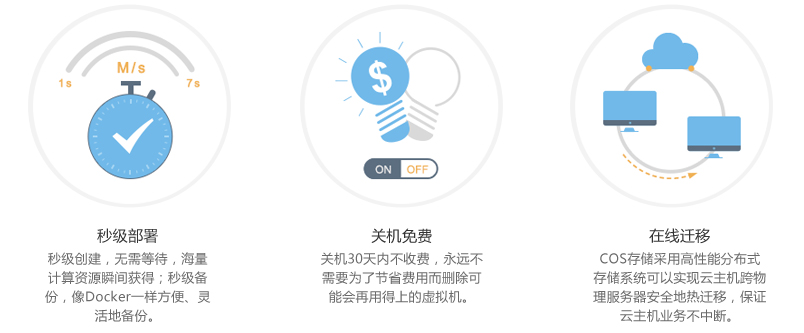 M/s
1s
7s
$
ON
OFF
秒级部署
秒级创建，无需等待，海量
计算资源瞬间获得；秒级备
份，像Docker一样方便、灵
活地备份。
关机免费
关机30天内不收费，永远不
需要为了节省费用而删除可
能会再用得上的虚拟机。
在线迁移
COS存储采用高性能分布式
存储系统可以实现云主机跨物
理服务器安全地热迁移，保证
云主机业务不中断。